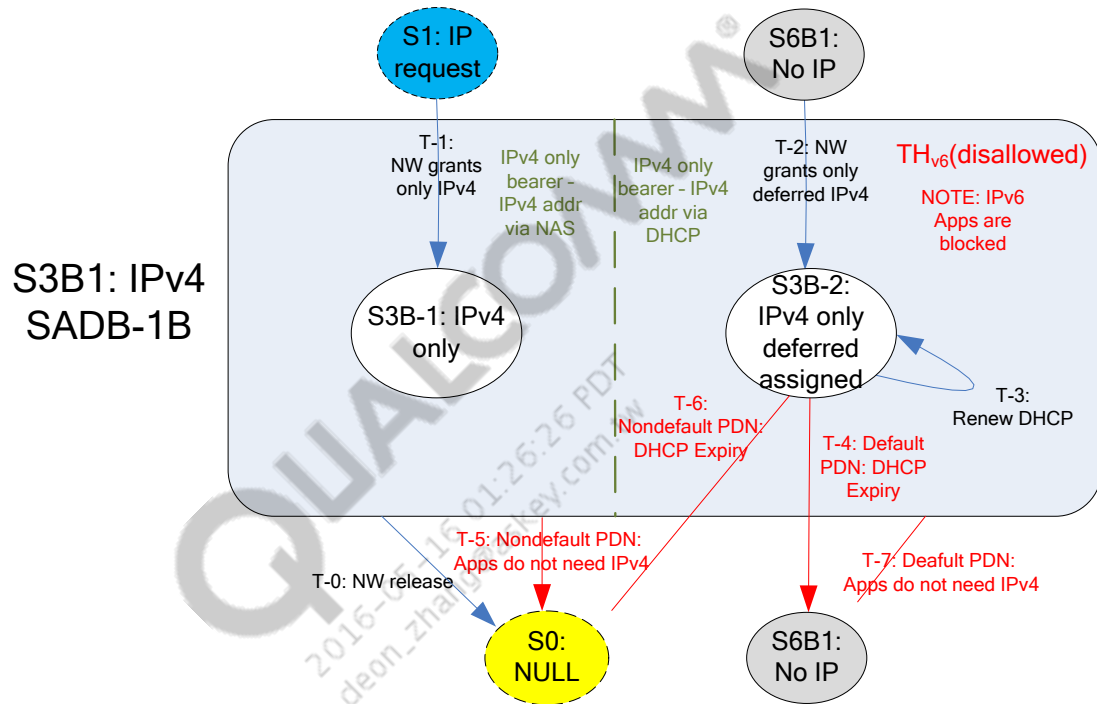 S1: IP
request
S6B1:
No IP
T-1:
NW grants
only IPv4
IPv4 only
bearer -
IPv4 addr
via NAS
IPv4 only
bearer - IPv4
addr via
DHCP
T-2: NW
grants only
deferred IPv4
THv6(disallowed)
NOTE: IPv6
Apps are
blocked
S3B1: IPv4
SADB-1B
S3B-1: IPv4
only
S3B-2:
IPv4 only
deferred
assigned
T-3:
Renew DHCP
T-6:
Nondefault PDN:
DHCP Expiry
T-4: Default
PDN: DHCP
Expiry
T-5: Nondefault PDN:
Apps do not need IPv4
T-0: NW release
T-7: Deafult PDN:
Apps do not need IPv4
S0:
NULL
S6B1:
No IP
QUALCOMM®
2016-05-16 01:26:26 PDT
deon_zhang@askey.com.tw